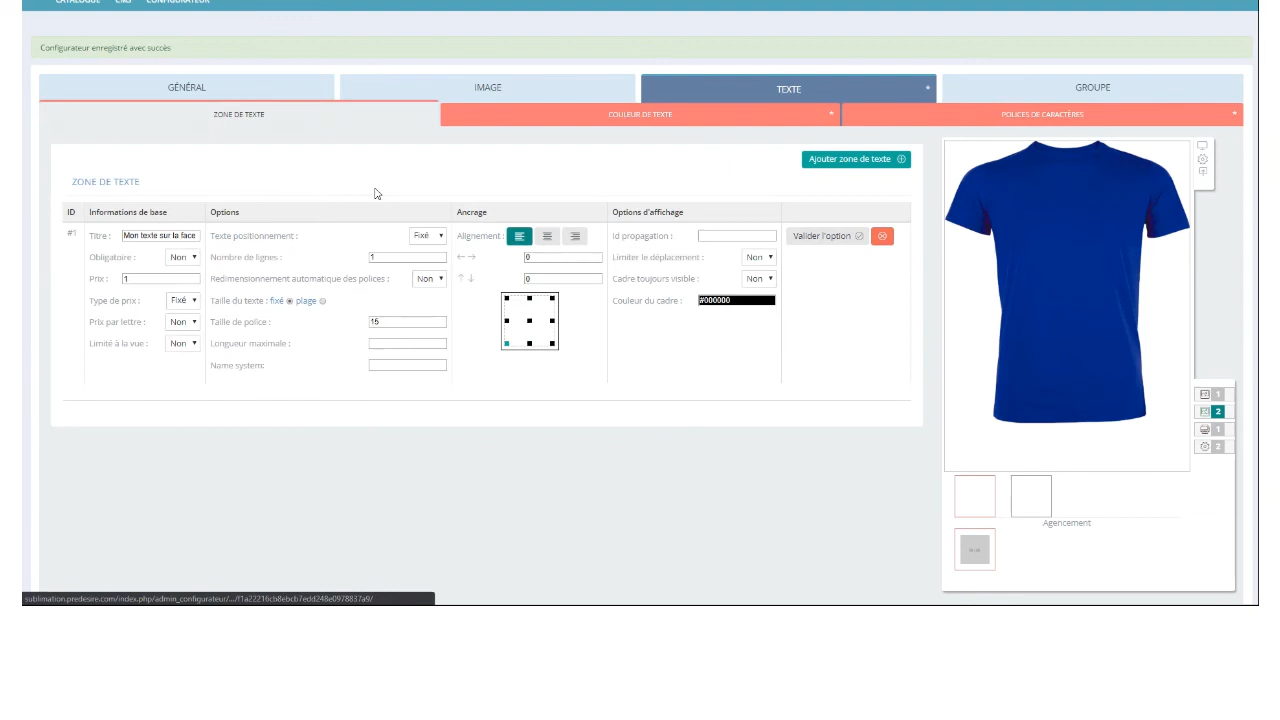 CATALOGUE CMS CONFIGURATEUR
Configurateur enregistré avec succès
GÉNÉRAL IMAGE TEXTE * GROUPE
ZONE DE TEXTE COULEUR DE TEXTE * POLICES DE CARACTÈRES *
Ajouter zone de texte
ZONE DE TEXTE
ID Informations de base Options Ancrage Options d'affichage
#1 Titre : Mon texte sur la face Texte positionnement : Fixé Alignement : Id propagation : Valider l'option
Obligatoire : Non Nombre de lignes : 1 0 Limiter le déplacement : Non
Prix : 1 Redimensionnement automatique des polices : Non 0 Cadre toujours visible : Non
Type de prix : Fixé Taille du texte : fixé plage Couleur du cadre : #000000
Prix par lettre : Non Taille de police : 15
Limité à la vue : Non Longueur maximale :
Name system:
1
2
1
2
Agencement
sublimation.predesire.com/index.php/admin_configurateur/.../f1a22216cb8ebcb7edd248e0978837a9/